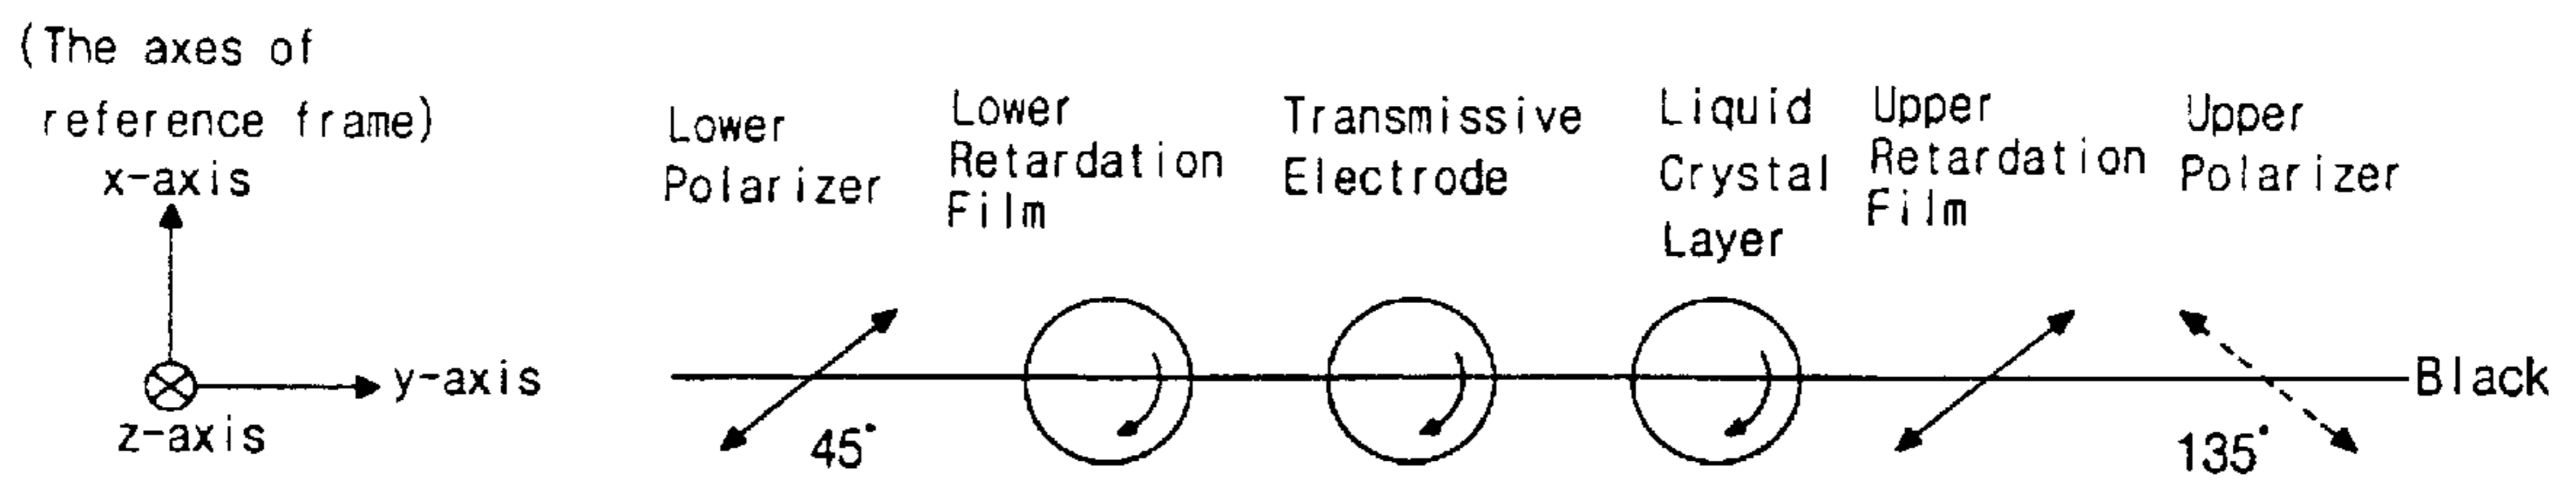 (The axes of
reference frame)
x-axis
y-axis
z-axis
Lower
Polarizer
45°
Lower
Retardation
Film
Transmissive
Electrode
Liquid
Crystal
Layer
Upper
Retardation
Film
Upper
Polarizer
135°
Black